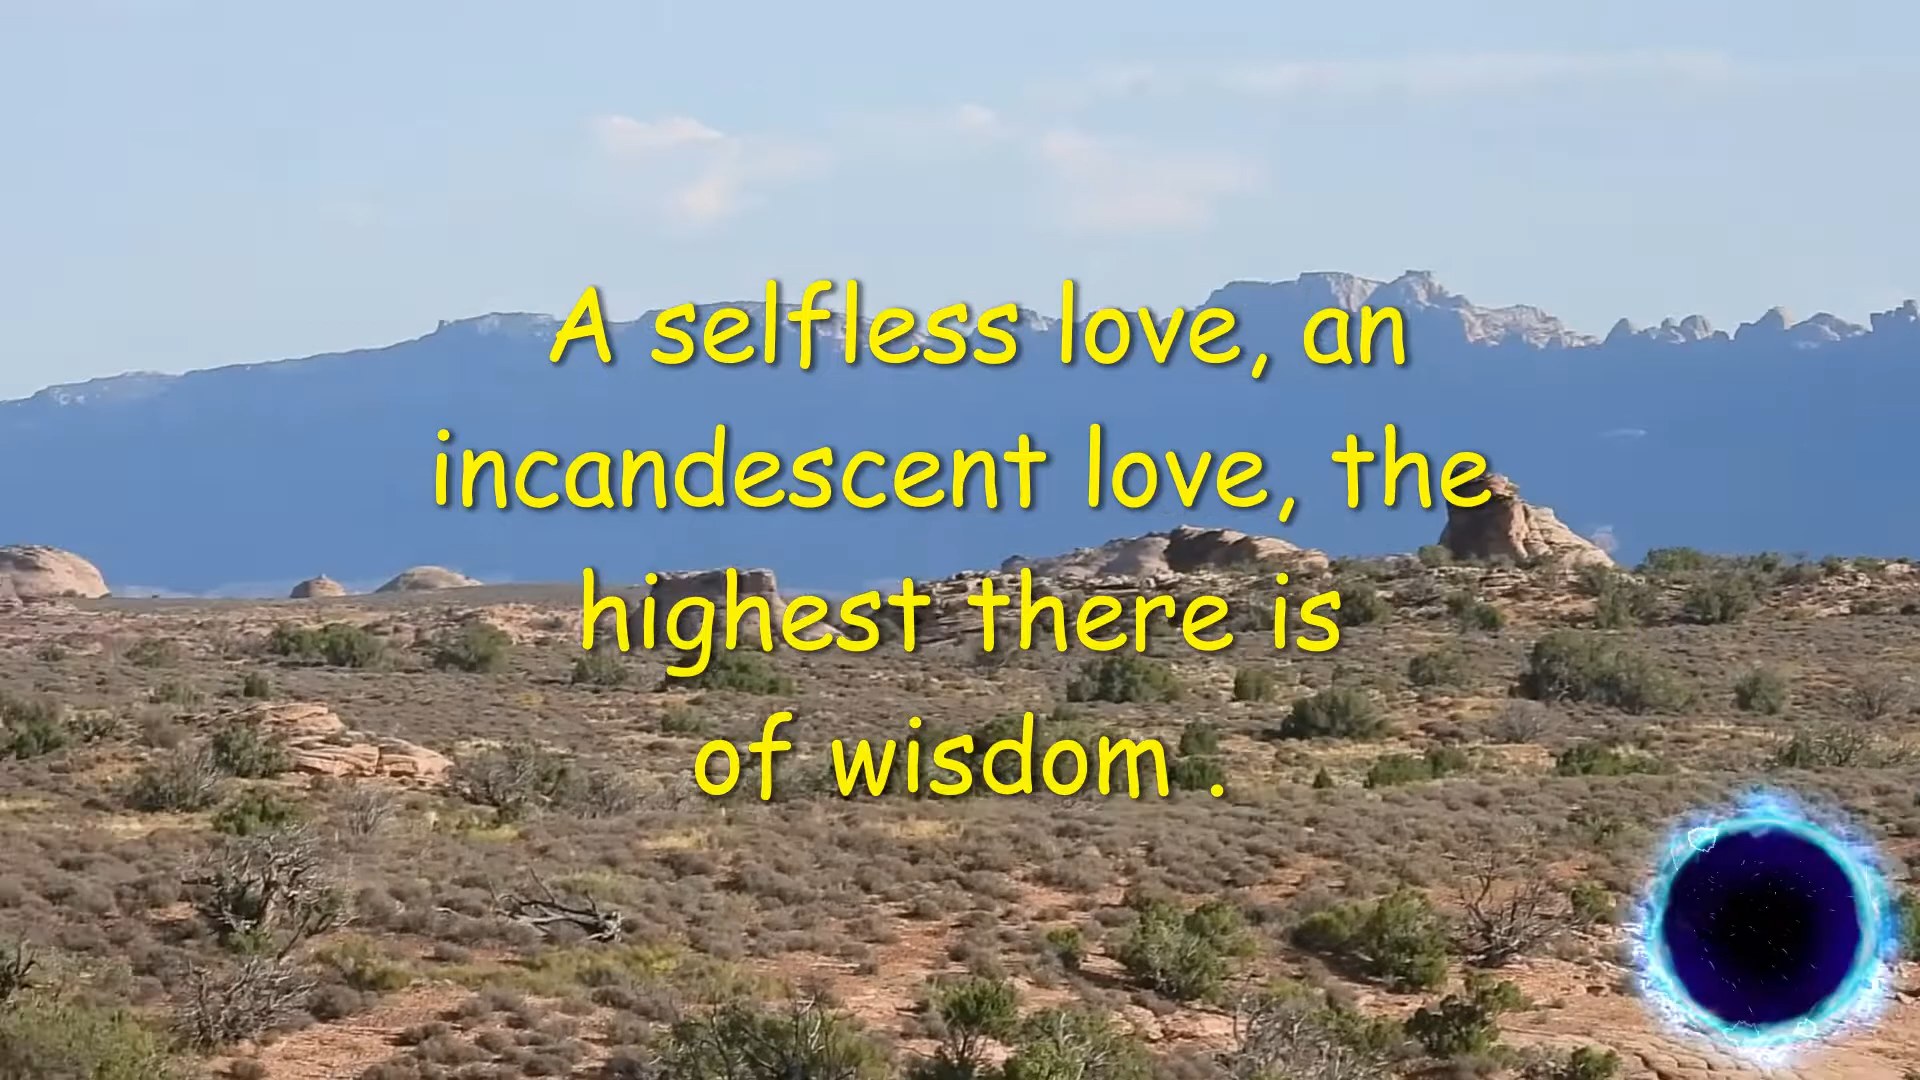 A selfless love, an
incandescent love, the
highest there is
of wisdom .